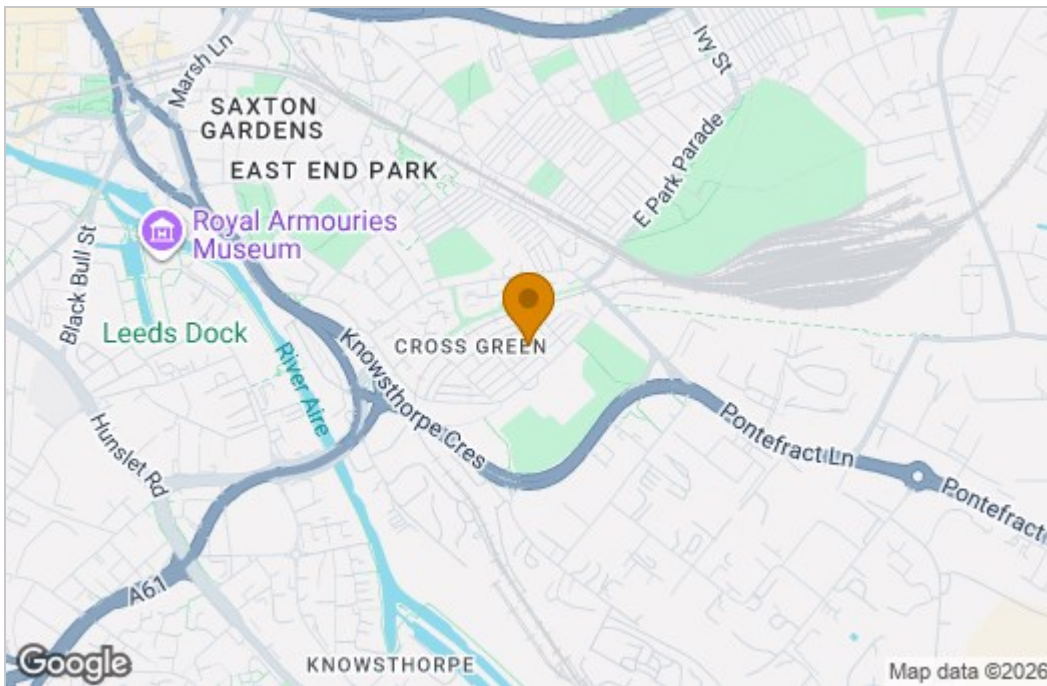 Ivy St
Marsh Ln
SAXTON
GARDENS
EAST END PARK
E Park Parade
Royal Armouries
Museum
Black Bull St
Leeds Dock
CROSS GREEN
River Aire
Knowsthorpe Cres
Hunslet Rd
Pontefract Ln
Pontefract
A61
KNOWSTHORPE
Google
Map data ©2026